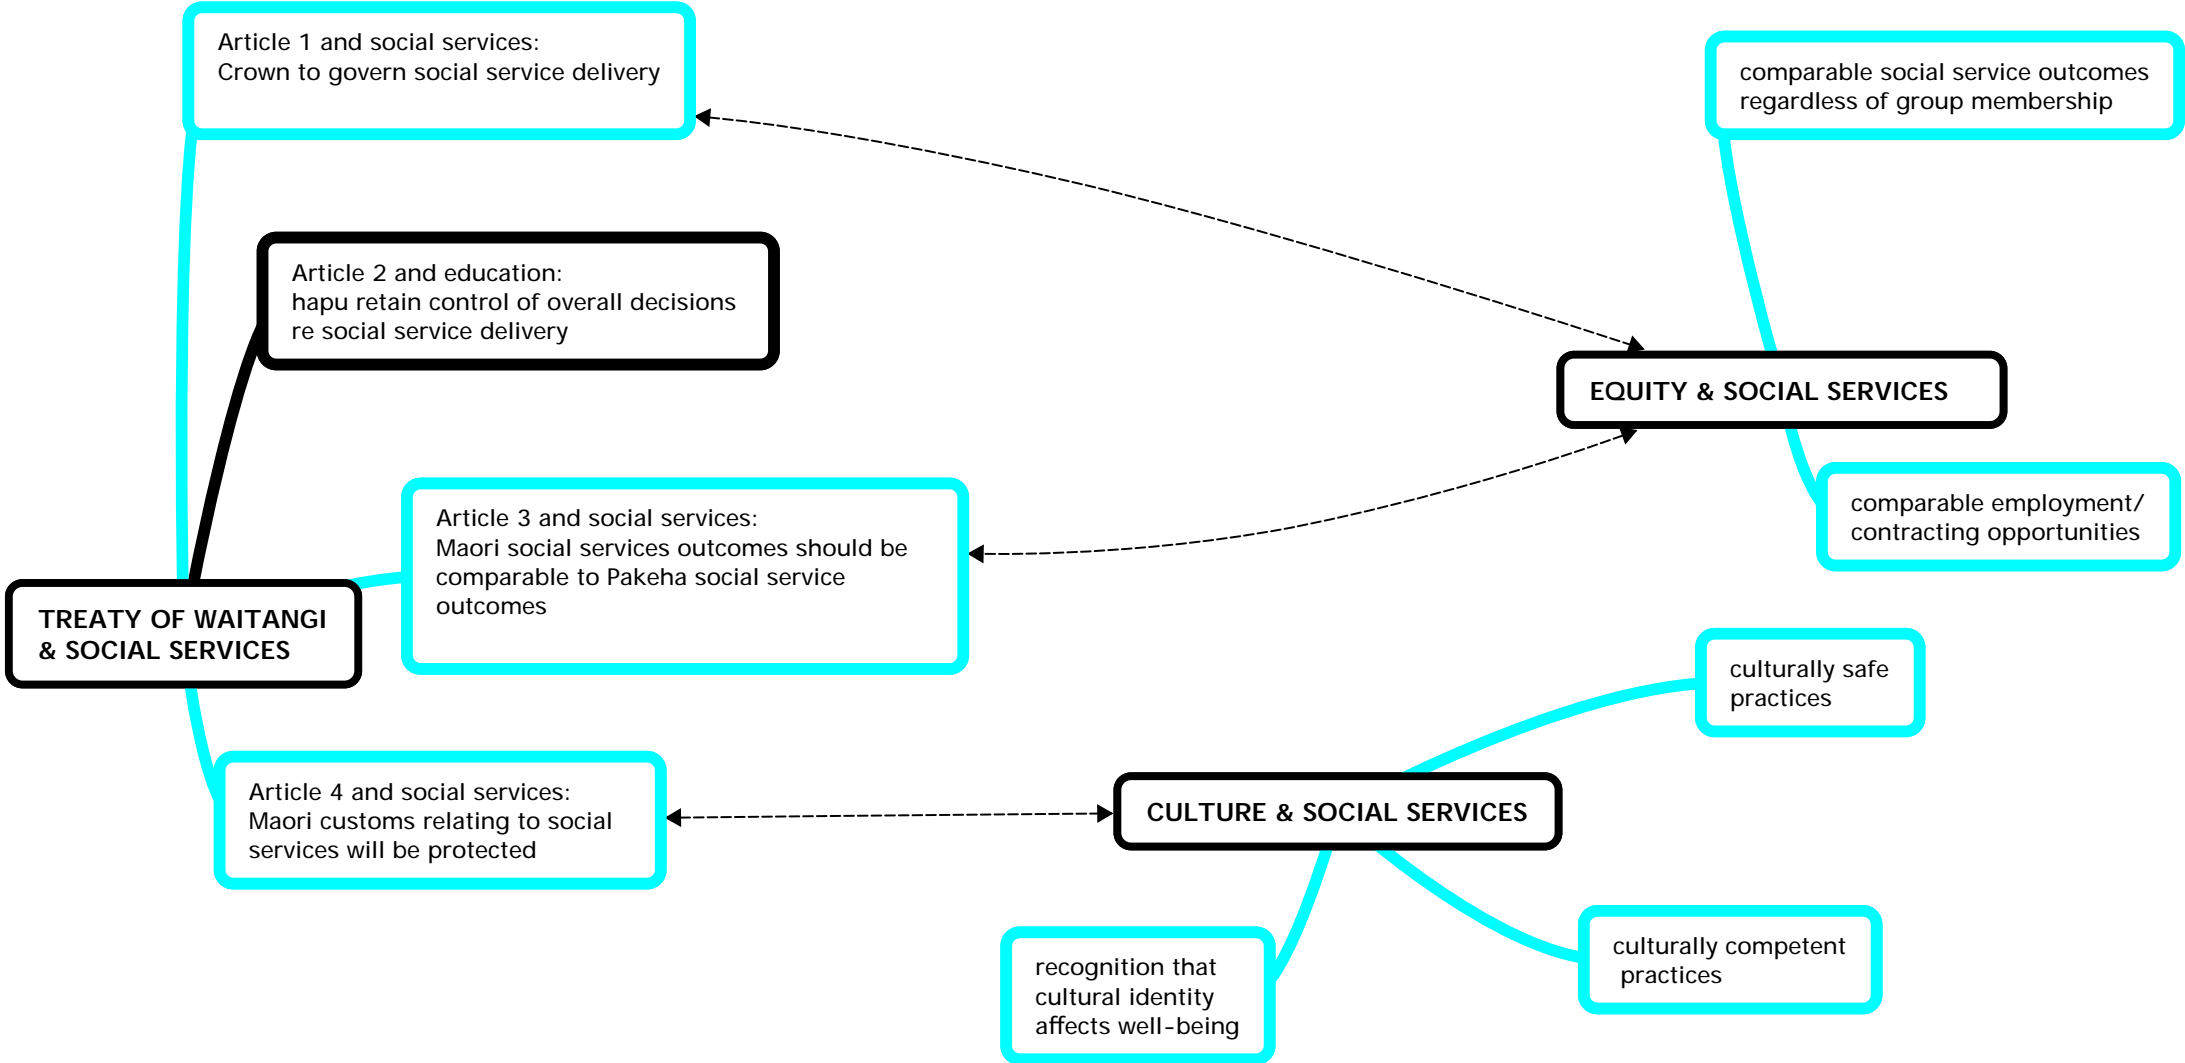 Article 1 and social services:
Crown to govern social service delivery
comparable social service outcomes
regardless of group membership
Article 2 and education:
hapu retain control of overall decisions
re social service delivery
EQUITY & SOCIAL SERVICES
comparable employment/
contracting opportunities
Article 3 and social services:
Maori social services outcomes should be
comparable to Pakeha social service
outcomes
TREATY OF WAITANGI
& SOCIAL SERVICES
culturally safe
practices
Article 4 and social services:
Maori customs relating to social
services will be protected
CULTURE & SOCIAL SERVICES
culturally competent
practices
recognition that
cultural identity
affects well-being